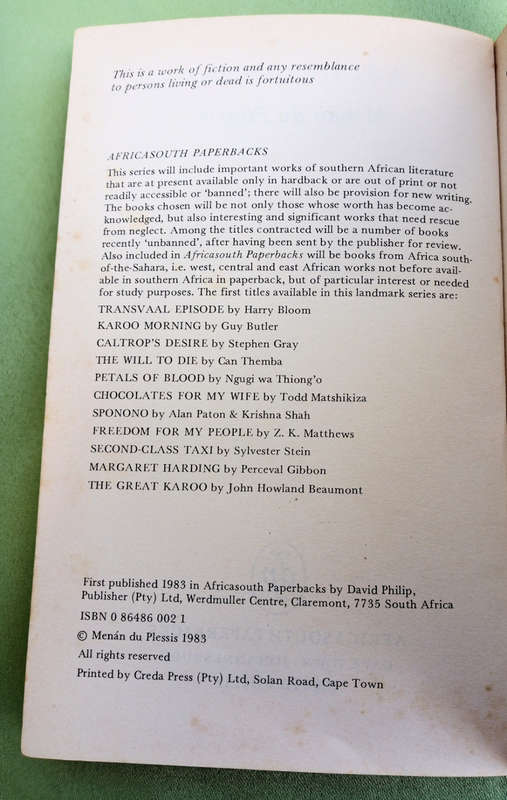 This is a work of fiction and any resemblance
to persons living or dead is fortuitous
AFRICASOUTH PAPERBACKS
This series will include important works of southern African literature
that are at present available only in hardback or are out of print or not
readily accessible or ‘banned’; there will also be provision for new writing.
The books chosen will be not only those whose worth has become ac-
knowledged, but also interesting and significant works that need rescue
from neglect. Among the titles contracted will be a number of books
recently ‘unbanned’, after having been sent by the publisher for review.
Also included in Africasouth Paperbacks will be books from Africa south-
of-the-Sahara, i.e. west, central and east African works not before avail-
able in southern Africa in paperback, but of particular interest or needed
for study purposes. The first titles available in this landmark series are:
TRANSVAAL EPISODE by Harry Bloom
KAROO MORNING by Guy Butler
CALTROP’S DESIRE by Stephen Gray
THE WILL TO DIE by Can Themba
PETALS OF BLOOD by Ngugi wa Thiong’o
CHOCOLATES FOR MY WIFE by Todd Matshikiza
SPONONO by Alan Paton & Krishna Shah
FREEDOM FOR MY PEOPLE by Z. K. Matthews
SECOND-CLASS TAXI by Sylvester Stein
MARGARET HARDING by Perceval Gibbon
THE GREAT KAROO by John Howland Beaumont
First published 1983 in Africasouth Paperbacks by David Philip,
Publisher (Pty) Ltd, Werdmuller Centre, Claremont, 7735 South Africa
ISBN 0 86486 002 1
© Menán du Plessis 1983
All rights reserved
Printed by Creda Press (Pty) Ltd, Solan Road, Cape Town